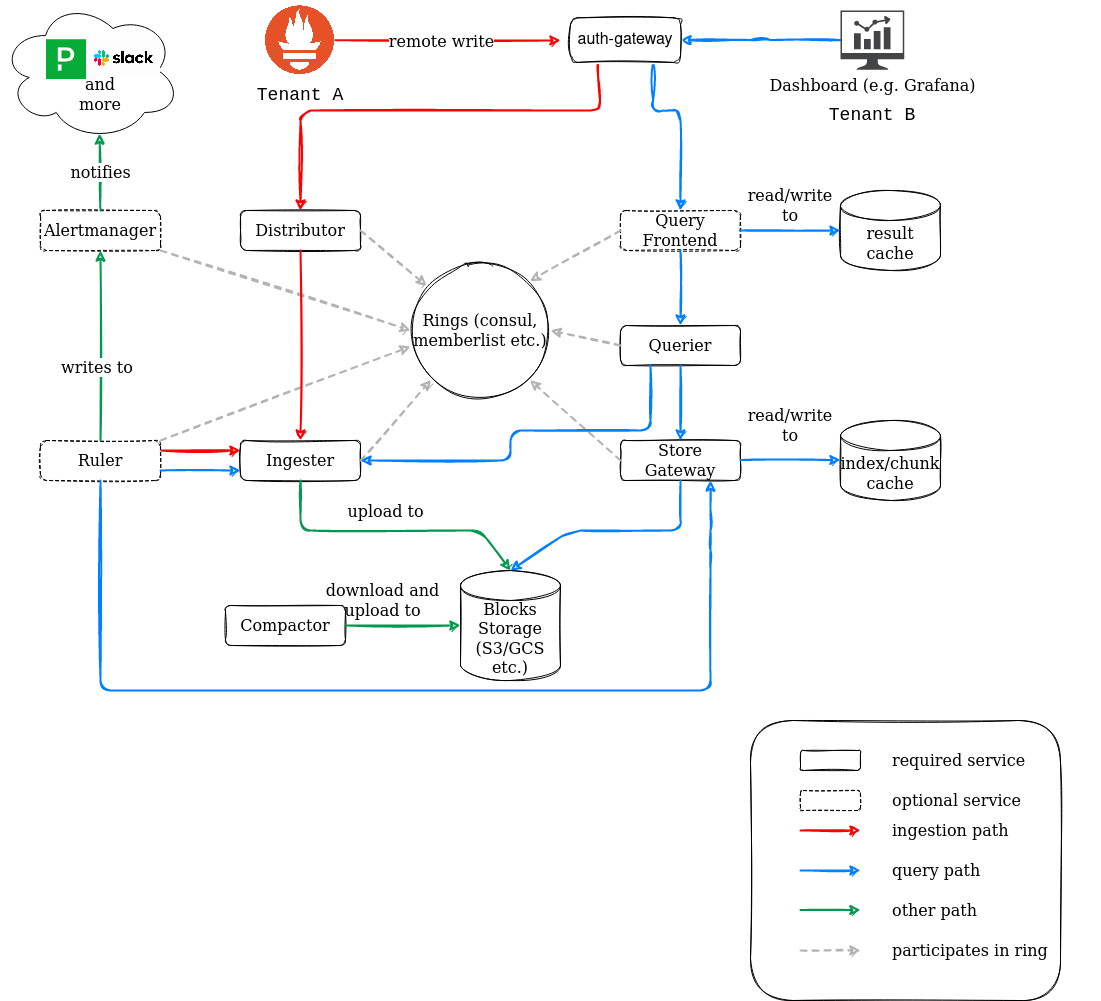 slack
and
more
remote write
auth-gateway
Tenant A
Dashboard (e.g. Grafana)
Tenant B
notifies
Alertmanager
Distributor
Query
Frontend
read/write
to
result
cache
Rings (consul,
memberlist etc.)
Querier
writes to
read/write
to
Ruler
Ingester
Store
Gateway
index/chunk
cache
upload to
download and
upload to
Compactor
Blocks
Storage
(S3/GCS
etc.)
required service
optional service
ingestion path
query path
other path
participates in ring